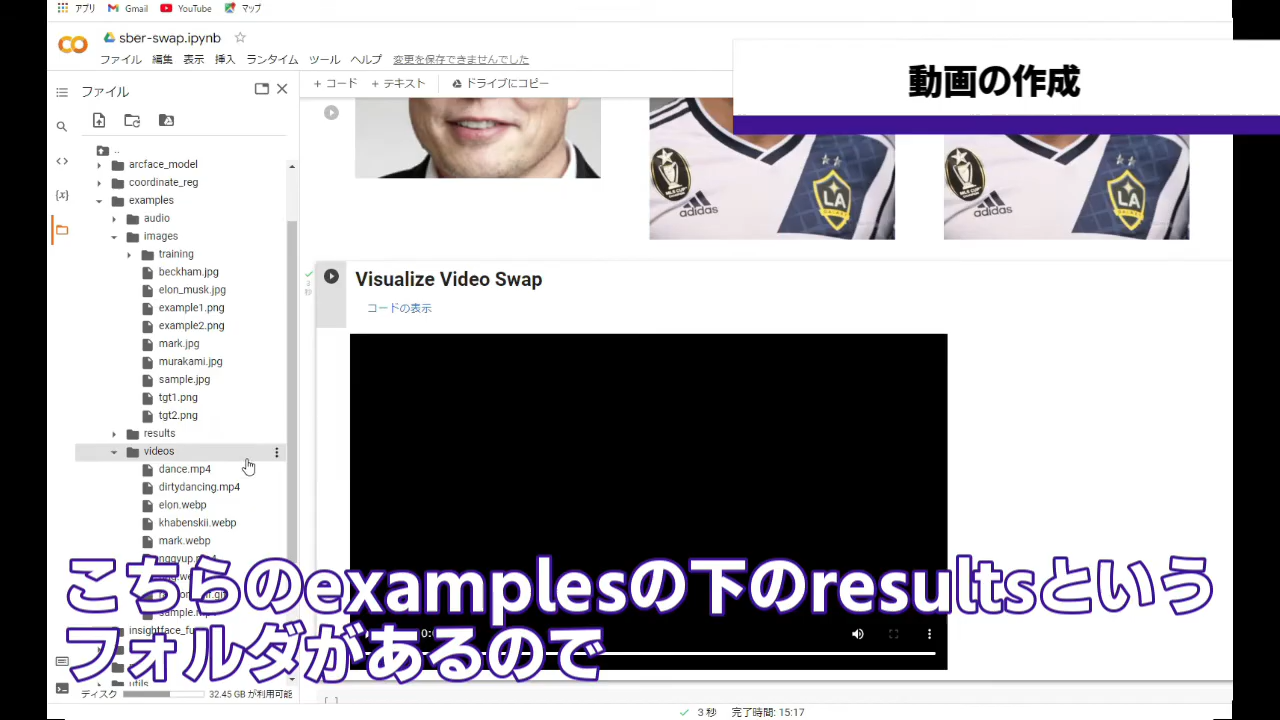 アプリ Gmail YouTube マップ
sber-swap.ipynb
ファイル 編集 表示 挿入 ランタイム ツール ヘルプ 変更を保存できませんでした
動画の作成
ファイル
+ コード + テキスト ドライブにコピー
..
arcface_model
coordinate_reg
examples
audio
images
training
beckham.jpg
elon_musk.jpg
example1.png
example2.png
mark.jpg
murakami.jpg
sample.jpg
tgt1.png
tgt2.png
results
videos
dance.mp4
dirtydancing.mp4
elon.webp
khabenskii.webp
mark.webp
adidas
LA
adidas
LA
3
秒
Visualize Video Swap
コードの表示
こちらのexamplesの下のresultsという
フォルダがあるので
ディスク 32.45 GB が利用可能
[ ]
3 秒 完了時間: 15:17